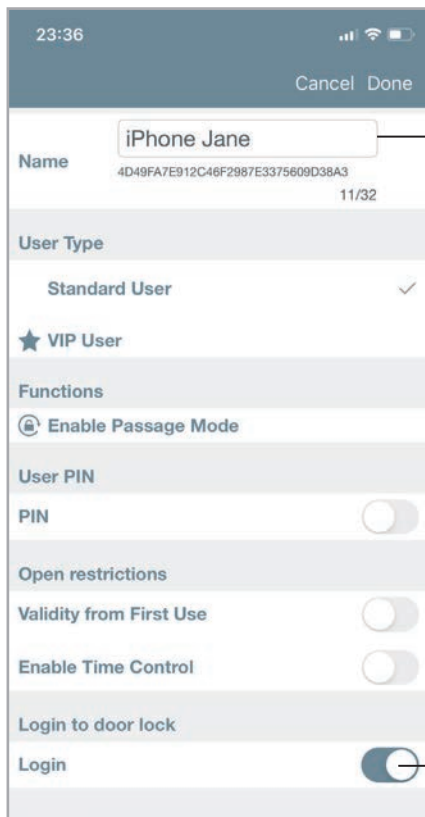 23:36
Cancel Done
Name
iPhone Jane
4D49FA7E912C46F2987E3375609D38A3
11/32
User Type
Standard User
VIP User
Functions
Enable Passage Mode
User PIN
PIN
Open restrictions
Validity from First Use
Enable Time Control
Login to door lock
Login